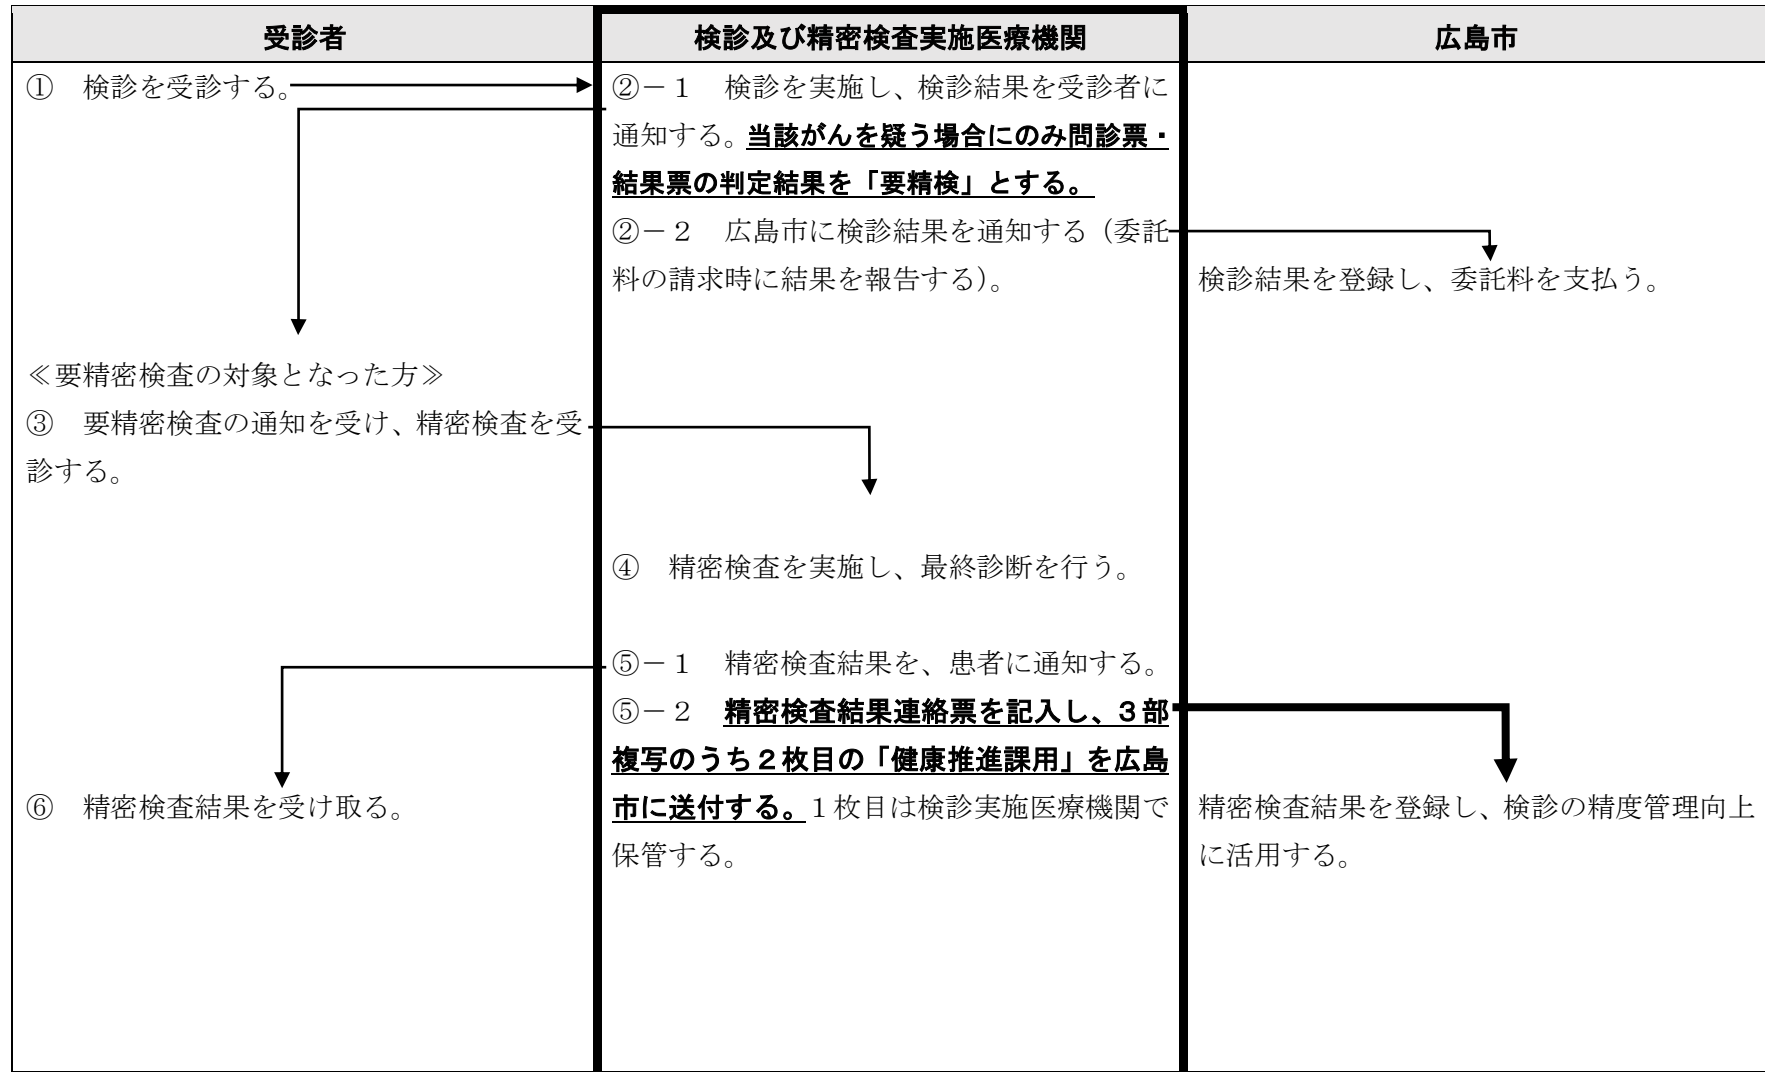 受診者
検診及び精密検査実施医療機関
広島市
① 検診を受診する。
②－１ 検診を実施し、検診結果を受診者に
通知する。当該がんを疑う場合にのみ問診票・
結果票の判定結果を「要精検」とする。
②－２ 広島市に検診結果を通知する（委託
料の請求時に結果を報告する）。
検診結果を登録し、委託料を支払う。
≪要精密検査の対象となった方≫
③ 要精密検査の通知を受け、精密検査を受
診する。
④ 精密検査を実施し、最終診断を行う。
⑤－１ 精密検査結果を、患者に通知する。
⑤－２ 精密検査結果連絡票を記入し、３部
複写のうち２枚目の「健康推進課用」を広島
市に送付する。１枚目は検診実施医療機関で
保管する。
⑥ 精密検査結果を受け取る。
精密検査結果を登録し、検診の精度管理向上
に活用する。